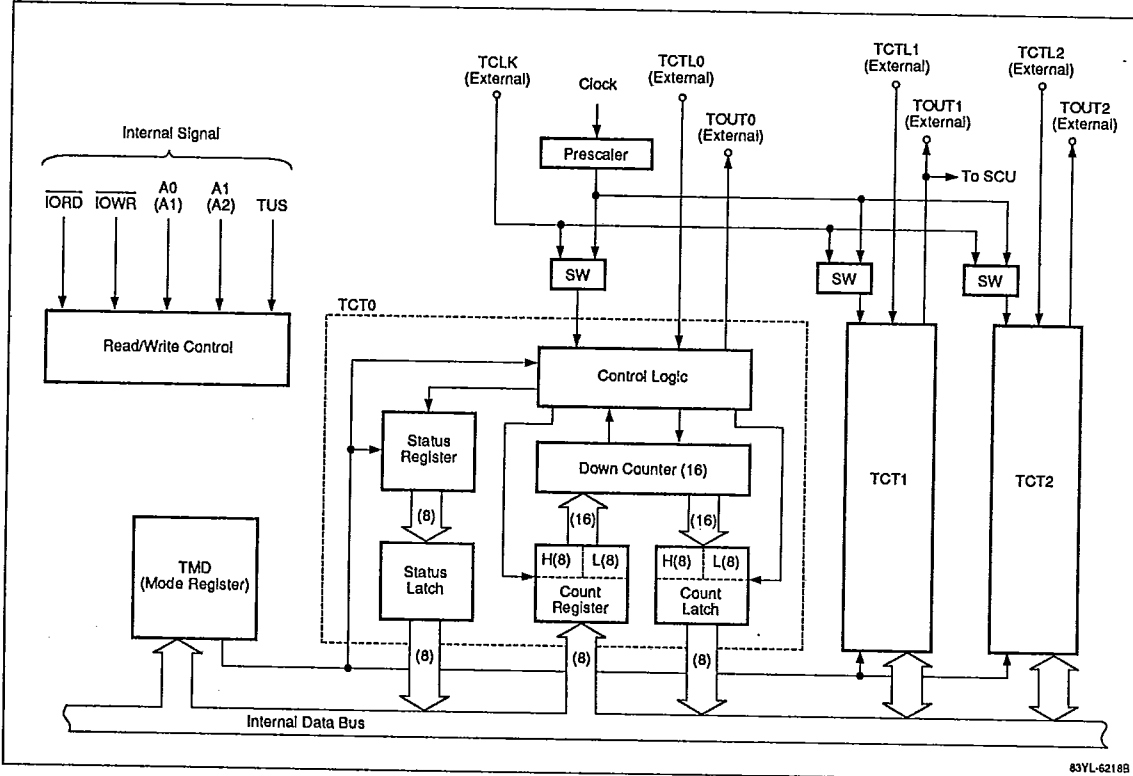 TCLK
(External)
Clock
TCTL0
(External)
TOUT0
(External)
TCTL1
(External)
TOUT1
(External)
TCTL2
(External)
TOUT2
(External)
To SCU
Prescaler
Internal Signal
IORD
IOWR
A0
(A1)
A1
(A2)
TUS
Read/Write Control
SW
SW
SW
TCT0
Control Logic
Status
Register
Down Counter (16)
(8)
(16)
(16)
TCT1
TCT2
TMD
(Mode Register)
Status
Latch
H(8)
L(8)
Count
Register
H(8)
L(8)
Count
Latch
(8)
(8)
(8)
Internal Data Bus
83YL-6218B